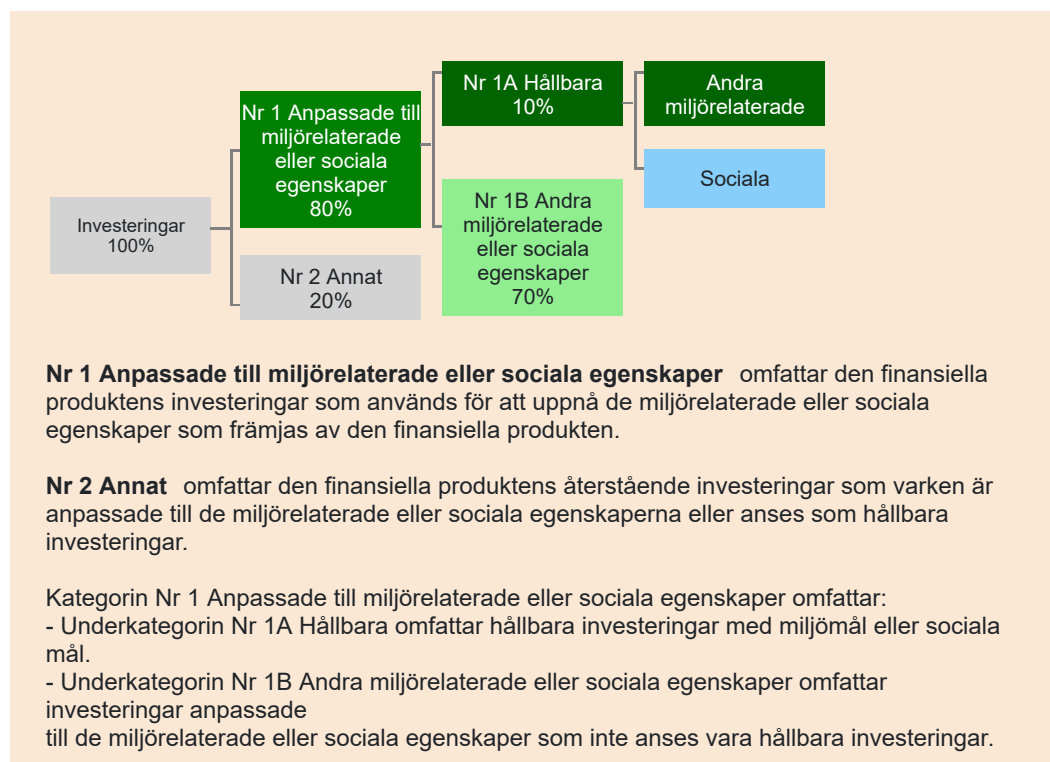 Investeringar
100%
Nr 1 Anpassade till
miljörelaterade
eller sociala
egenskaper
80%
Nr 2 Annat
20%
Nr 1A Hållbara
10%
Nr 1B Andra
miljörelaterade
eller sociala
egenskaper
70%
Andra
miljörelaterade
Sociala
Nr 1 Anpassade till miljörelaterade eller sociala egenskaper omfattar den finansiella
produktens investeringar som används för att uppnå de miljörelaterade eller sociala
egenskaper som främjas av den finansiella produkten.
Nr 2 Annat omfattar den finansiella produktens återstående investeringar som varken är
anpassade till de miljörelaterade eller sociala egenskaperna eller anses som hållbara
investeringar.
Kategorin Nr 1 Anpassade till miljörelaterade eller sociala egenskaper omfattar:
- Underkategorin Nr 1A Hållbara omfattar hållbara investeringar med miljömål eller sociala
mål.
- Underkategorin Nr 1B Andra miljörelaterade eller sociala egenskaper omfattar
investeringar anpassade
till de miljörelaterade eller sociala egenskaper som inte anses vara hållbara investeringar.